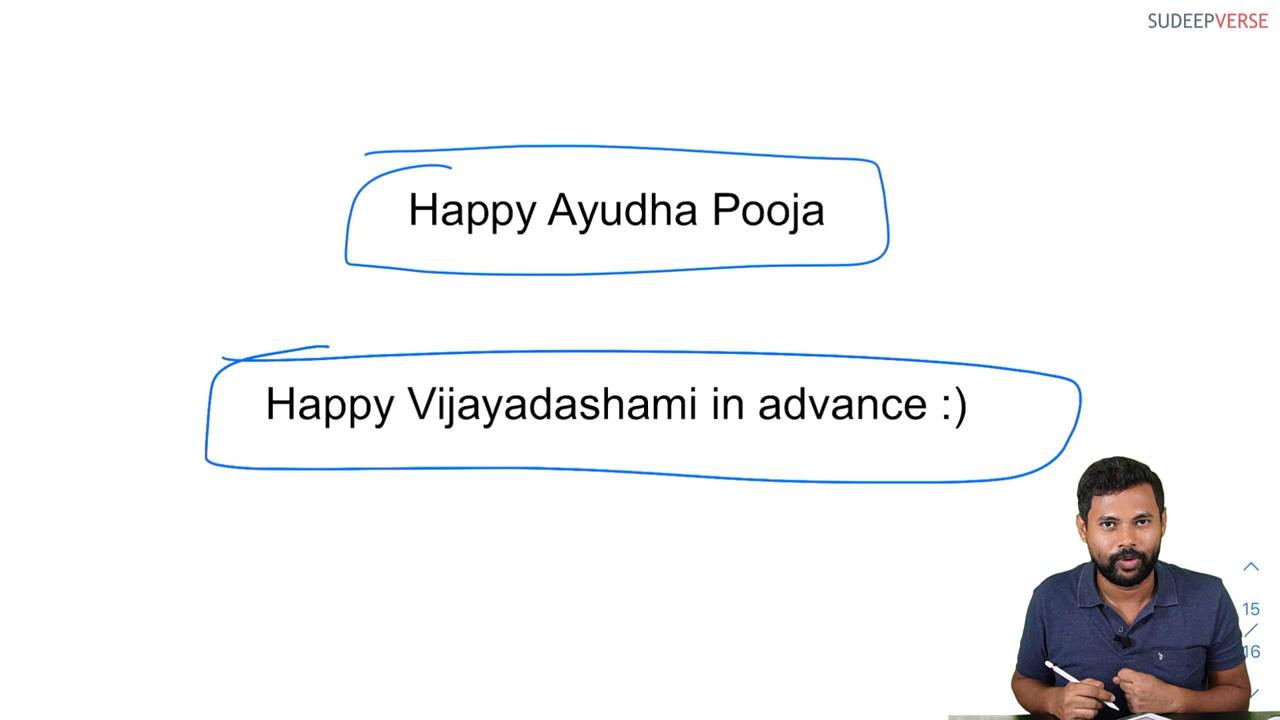 SUDEEPVERSE
Happy Ayudha Pooja
Happy Vijayadashami in advance :)
15
/
16